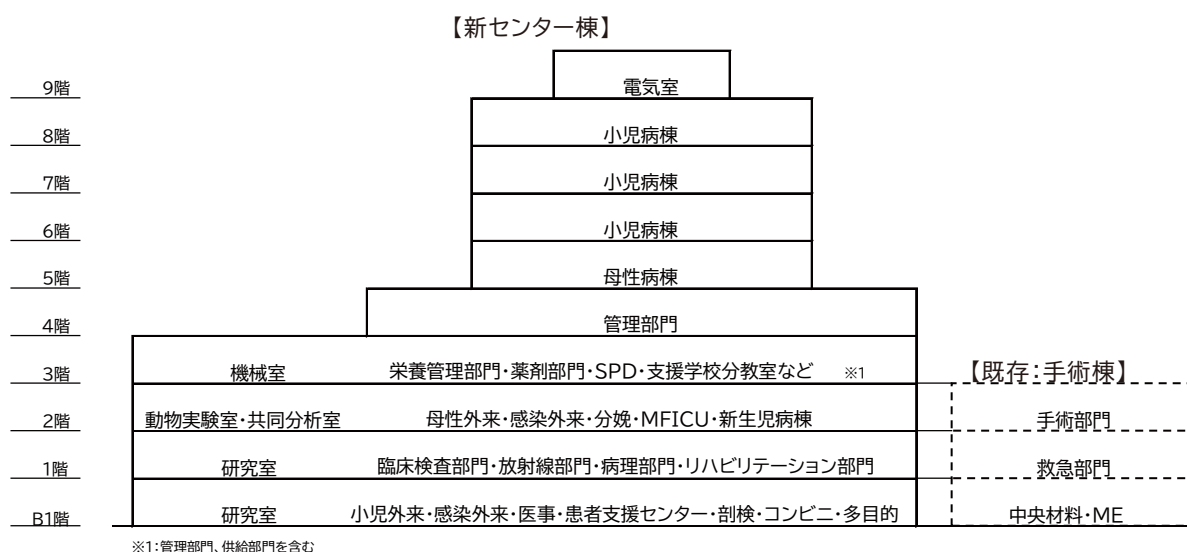 【新センター棟】
9階 電気室
8階 小児病棟
7階 小児病棟
6階 小児病棟
5階 母性病棟
4階 管理部門
3階 機械室 栄養管理部門・薬剤部門・SPD・支援学校分教室など ※1 【既存:手術棟】
2階 動物実験室・共同分析室 母性外来・感染外来・分娩・MFICU・新生児病棟 手術部門
1階 研究室 臨床検査部門・放射線部門・病理部門・リハビリテーション部門 救急部門
B1階 研究室 小児外来・感染外来・医事・患者支援センター・剖検・コンビニ・多目的 中央材料・ME
※1:管理部門、供給部門を含む